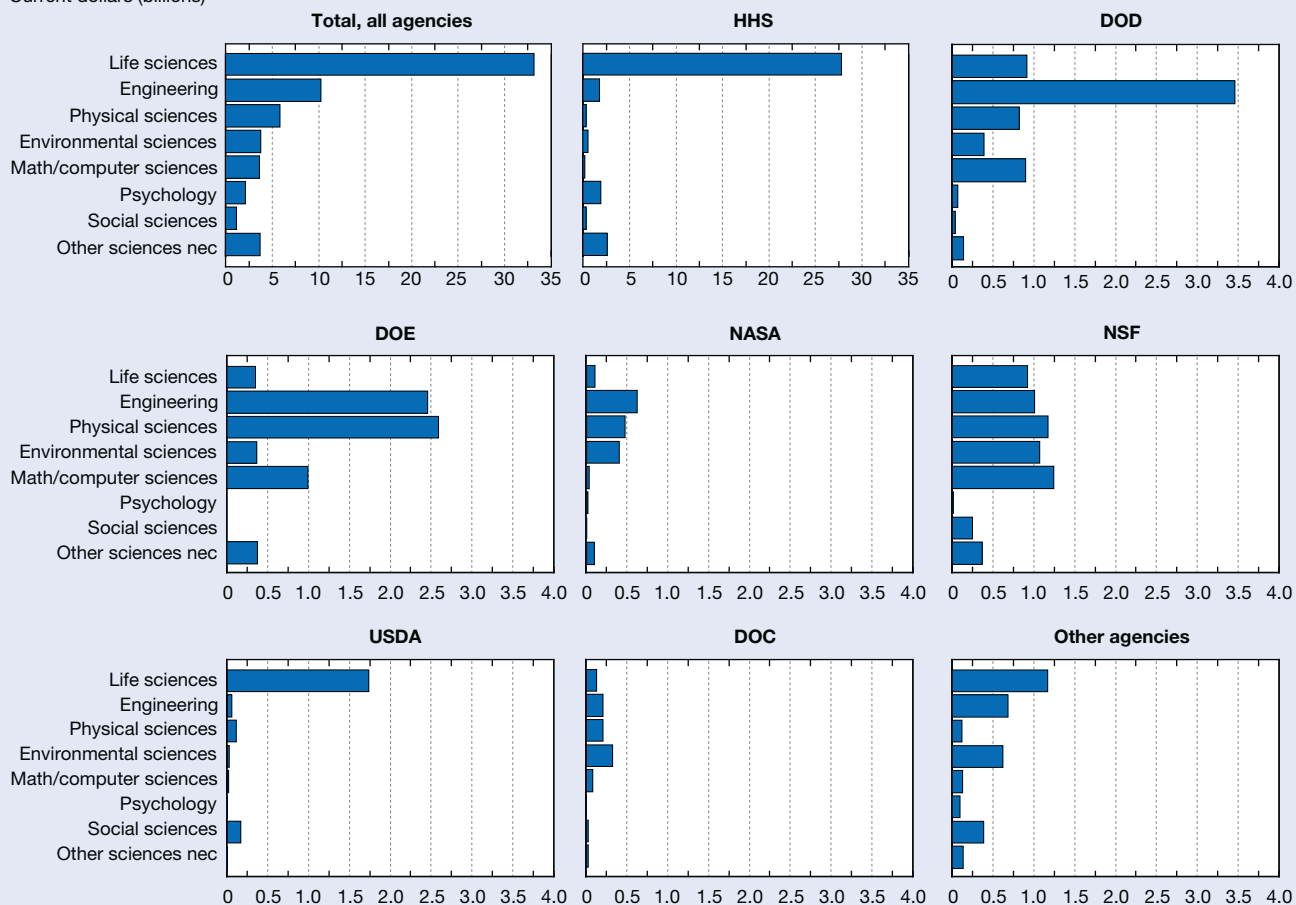 Current dollars (billions)
Total, all agencies
HHS
DOD
Life sciences
Engineering
Physical sciences
Environmental sciences
Math/computer sciences
Psychology
Social sciences
Other sciences nec
0 5 10 15 20 25 30 35
0 5 10 15 20 25 30 35
0 0.5 1.0 1.5 2.0 2.5 3.0 3.5 4.0
DOE
NASA
NSF
Life sciences
Engineering
Physical sciences
Environmental sciences
Math/computer sciences
Psychology
Social sciences
Other sciences nec
0 0.5 1.0 1.5 2.0 2.5 3.0 3.5 4.0
0 0.5 1.0 1.5 2.0 2.5 3.0 3.5 4.0
0 0.5 1.0 1.5 2.0 2.5 3.0 3.5 4.0
USDA
DOC
Other agencies
Life sciences
Engineering
Physical sciences
Environmental sciences
Math/computer sciences
Psychology
Social sciences
Other sciences nec
0 0.5 1.0 1.5 2.0 2.5 3.0 3.5 4.0
0 0.5 1.0 1.5 2.0 2.5 3.0 3.5 4.0
0 0.5 1.0 1.5 2.0 2.5 3.0 3.5 4.0